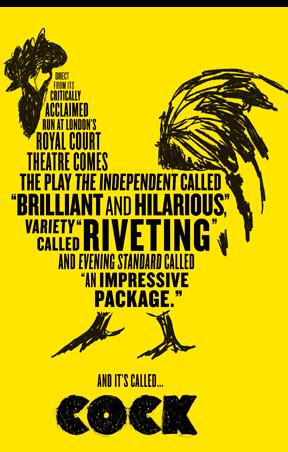 DIRECT
FROM ITS
CRITICALLY
ACCLAIMED
RUN AT LONDON'S
ROYAL COURT
THEATRE COMES
THE PLAY THE INDEPENDENT CALLED
"BRILLIANT AND HILARIOUS,"
VARIETY CALLED "RIVETING"
AND EVENING STANDARD CALLED
"AN IMPRESSIVE
PACKAGE."
AND IT'S CALLED...
COCK